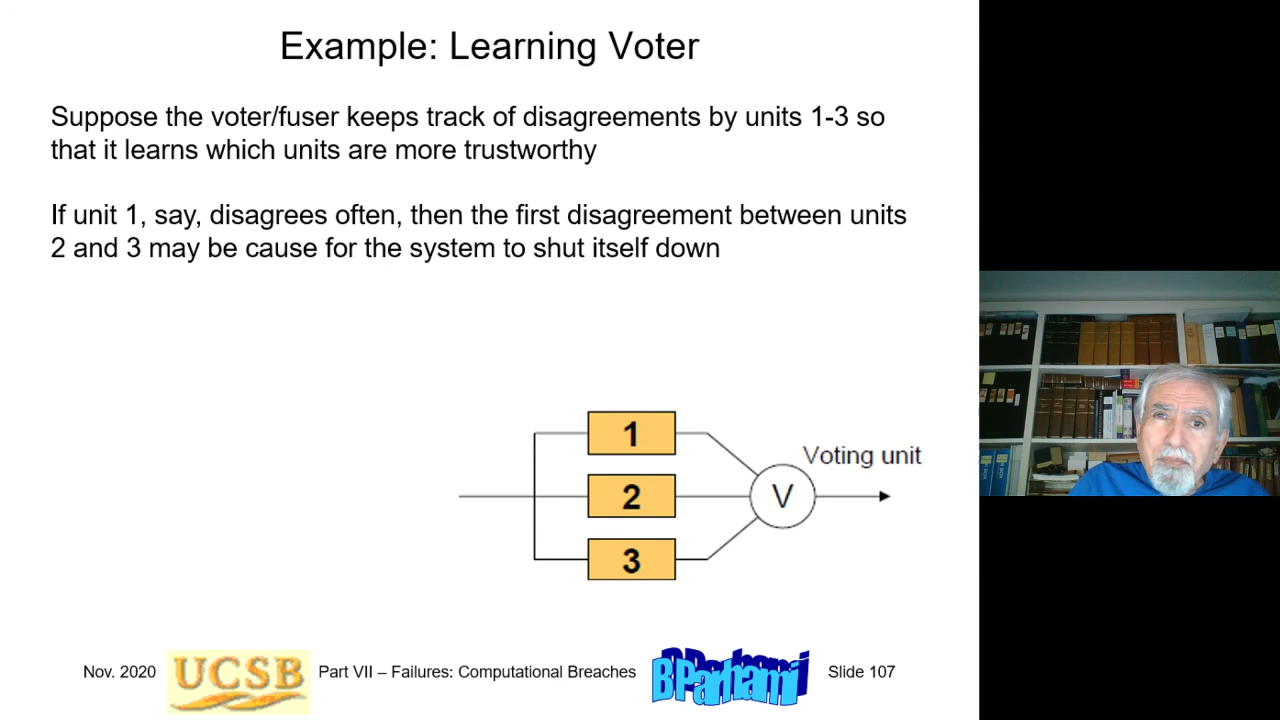 Example: Learning Voter
Suppose the voter/fuser keeps track of disagreements by units 1-3 so
that it learns which units are more trustworthy
If unit 1, say, disagrees often, then the first disagreement between units
2 and 3 may be cause for the system to shut itself down
1
Voting unit
2
V
3
Nov. 2020
UCSB
Part VII – Failures: Computational Breaches
B Parhami
Slide 107